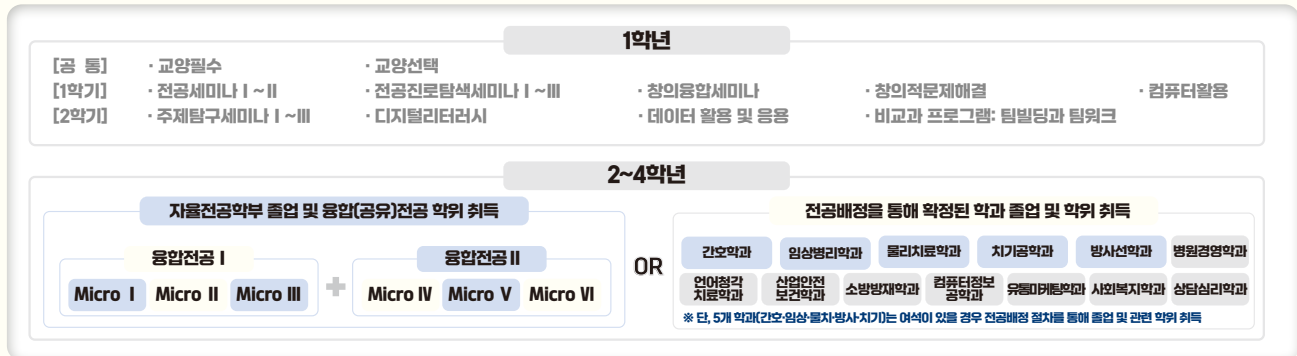 1학년
[공 통] · 교양필수 · 교양선택
[1학기] · 전공세미나 I ~ II · 전공진로탐색세미나 I ~ III · 창의융합세미나 · 창의적문제해결 · 컴퓨터활용
[2학기] · 주제탐구세미나 I ~ III · 디지털리터러시 · 데이터 활용 및 응용 · 비교과 프로그램: 팀빌딩과 팀워크
2~4학년
자율전공학부 졸업 및 융합(공유)전공 학위 취득
융합전공 I
Micro I Micro II Micro III
+
융합전공 II
Micro IV Micro V Micro VI
OR
전공배정을 통해 확정된 학과 졸업 및 학위 취득
간호학과 임상병리학과 물리치료학과 치기공학과 방사선학과 병원경영학과
언어청각
치료학과
산업안전
보건학과
소방방재학과
컴퓨터정보
공학과
유통마케팅학과 사회복지학과 상담심리학과
※ 단, 5개 학과(간호·임상·물치·방사·치기)는 여석이 있을 경우 전공배정 절차를 통해 졸업 및 관련 학위 취득